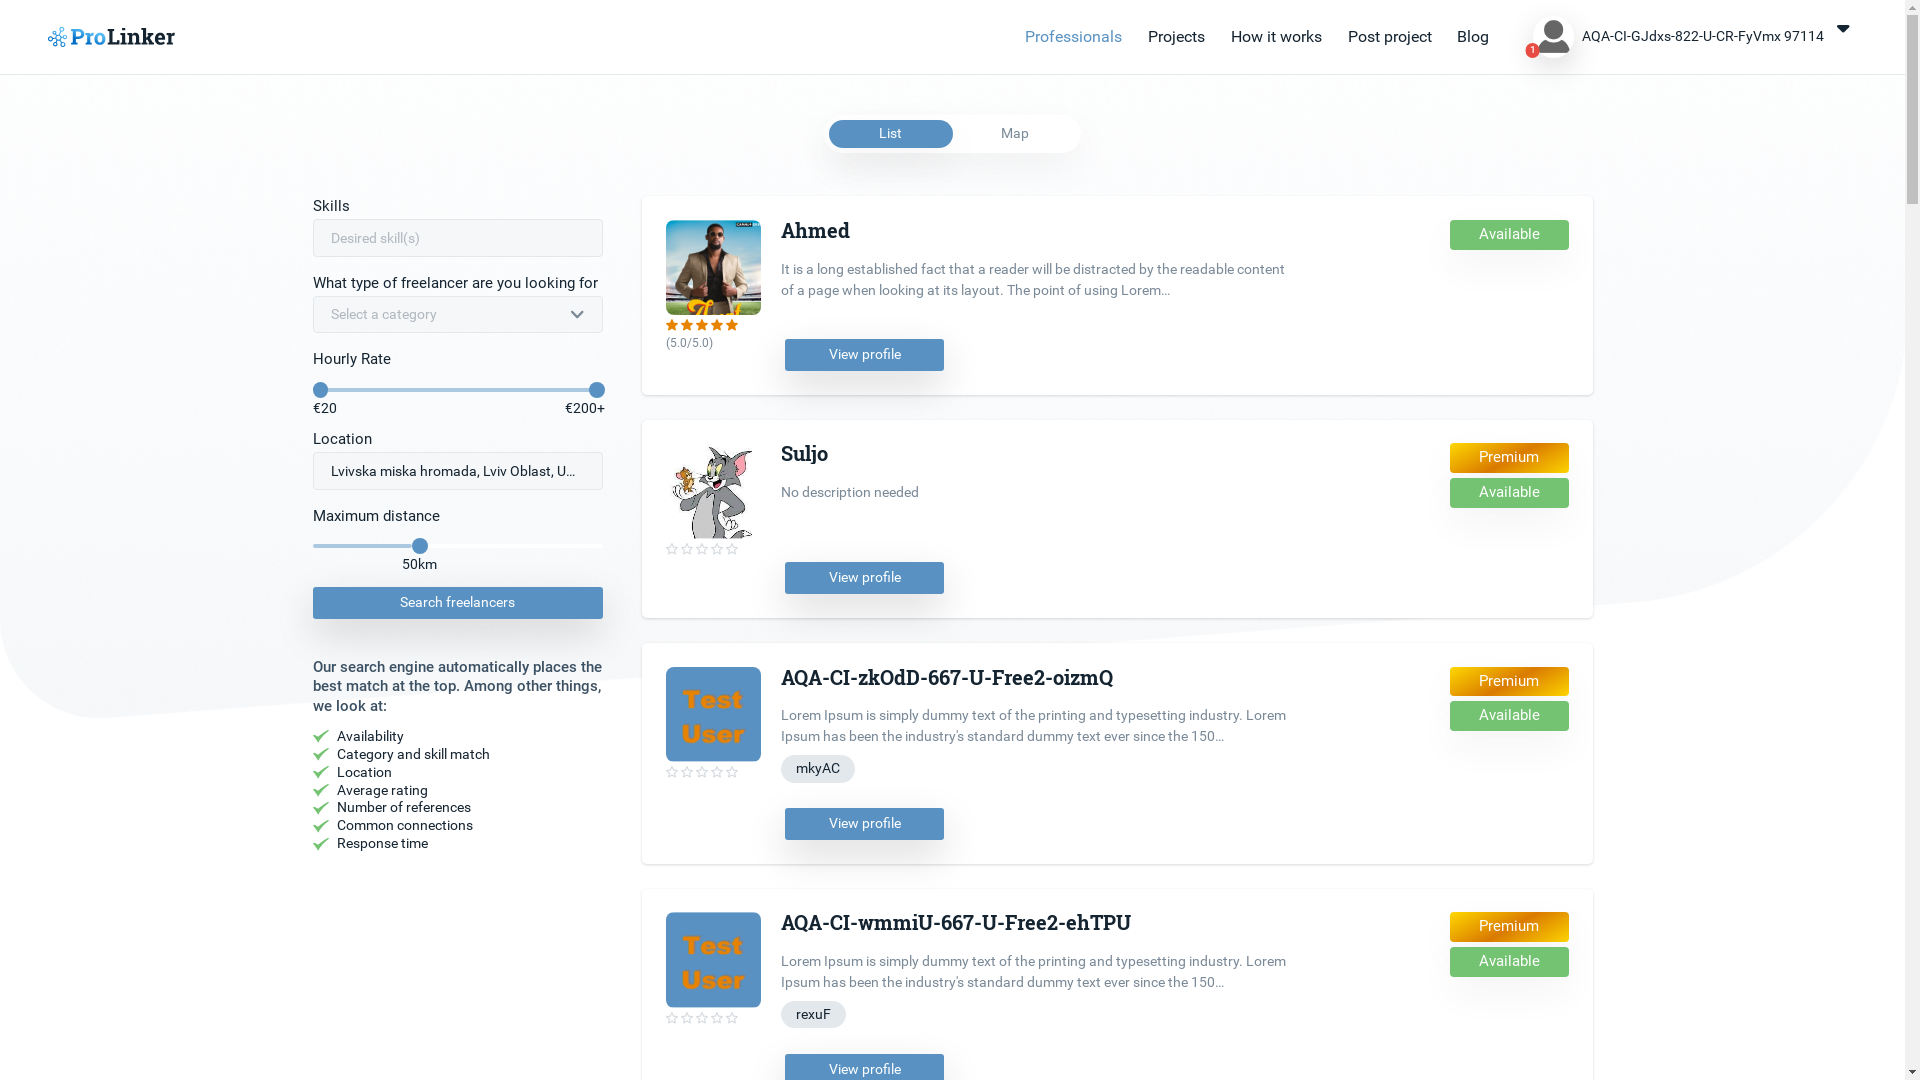 ProLinker
Professionals
Projects
How it works
Post project
Blog
1
AQA-CI-GJdxs-822-U-CR-FyVmx 97114
List
Map
Skills
Desired skill(s)
What type of freelancer are you looking for
Select a category
Hourly Rate
€20
€200+
Location
Lvivska miska hromada, Lviv Oblast, U...
Maximum distance
50km
Search freelancers
Our search engine automatically places the
best match at the top. Among other things,
we look at:
Availability
Category and skill match
Location
Average rating
Number of references
Common connections
Response time
Ahmed
It is a long established fact that a reader will be distracted by the readable content
of a page when looking at its layout. The point of using Lorem...
(5.0/5.0)
View profile
Available
Suljo
No description needed
View profile
Premium
Available
Test
User
AQA-CI-zkOdD-667-U-Free2-oizmQ
Lorem Ipsum is simply dummy text of the printing and typesetting industry. Lorem
Ipsum has been the industry's standard dummy text ever since the 150...
mkyAC
View profile
Premium
Available
Test
User
AQA-CI-wmmiU-667-U-Free2-ehTPU
Lorem Ipsum is simply dummy text of the printing and typesetting industry. Lorem
Ipsum has been the industry's standard dummy text ever since the 150...
rexuF
View profile
Premium
Available